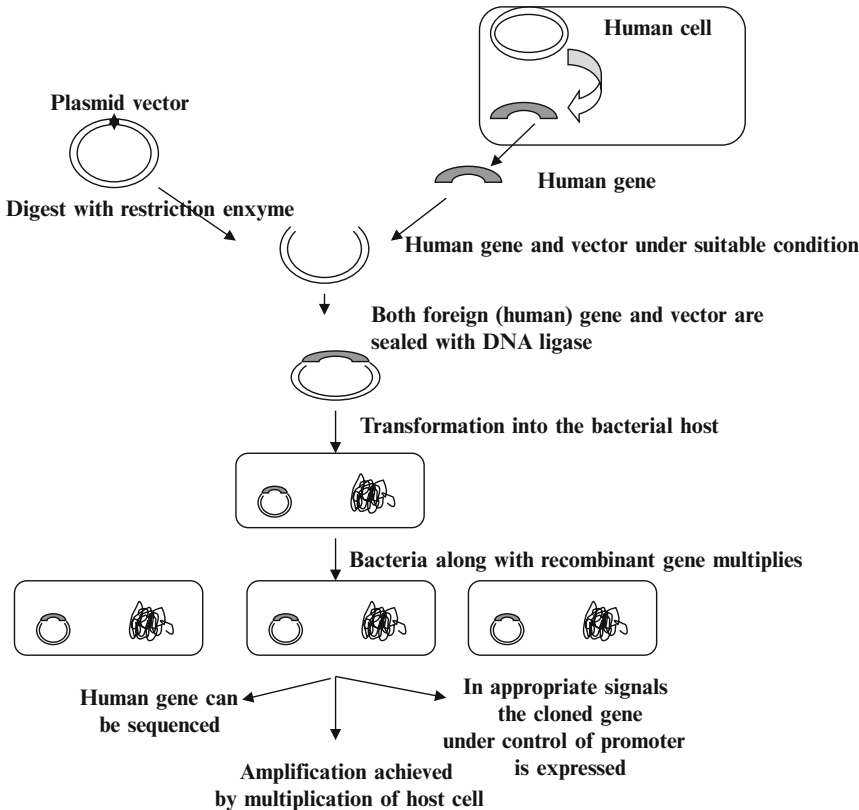 Human cell
Plasmid vector
Human gene
Digest with restriction enxyme
Human gene and vector under suitable condition
Both foreign (human) gene and vector are
sealed with DNA ligase
Transformation into the bacterial host
Bacteria along with recombinant gene multiplies
Human gene can
be sequenced
In appropriate signals
the cloned gene
under control of promoter
is expressed
Amplification achieved
by multiplication of host cell